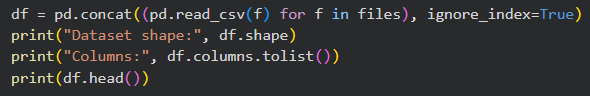 df = pd.concat((pd.read_csv(f) for f in files), ignore_index=True)
print("Dataset shape:", df.shape)
print("Columns:", df.columns.tolist())
print(df.head())